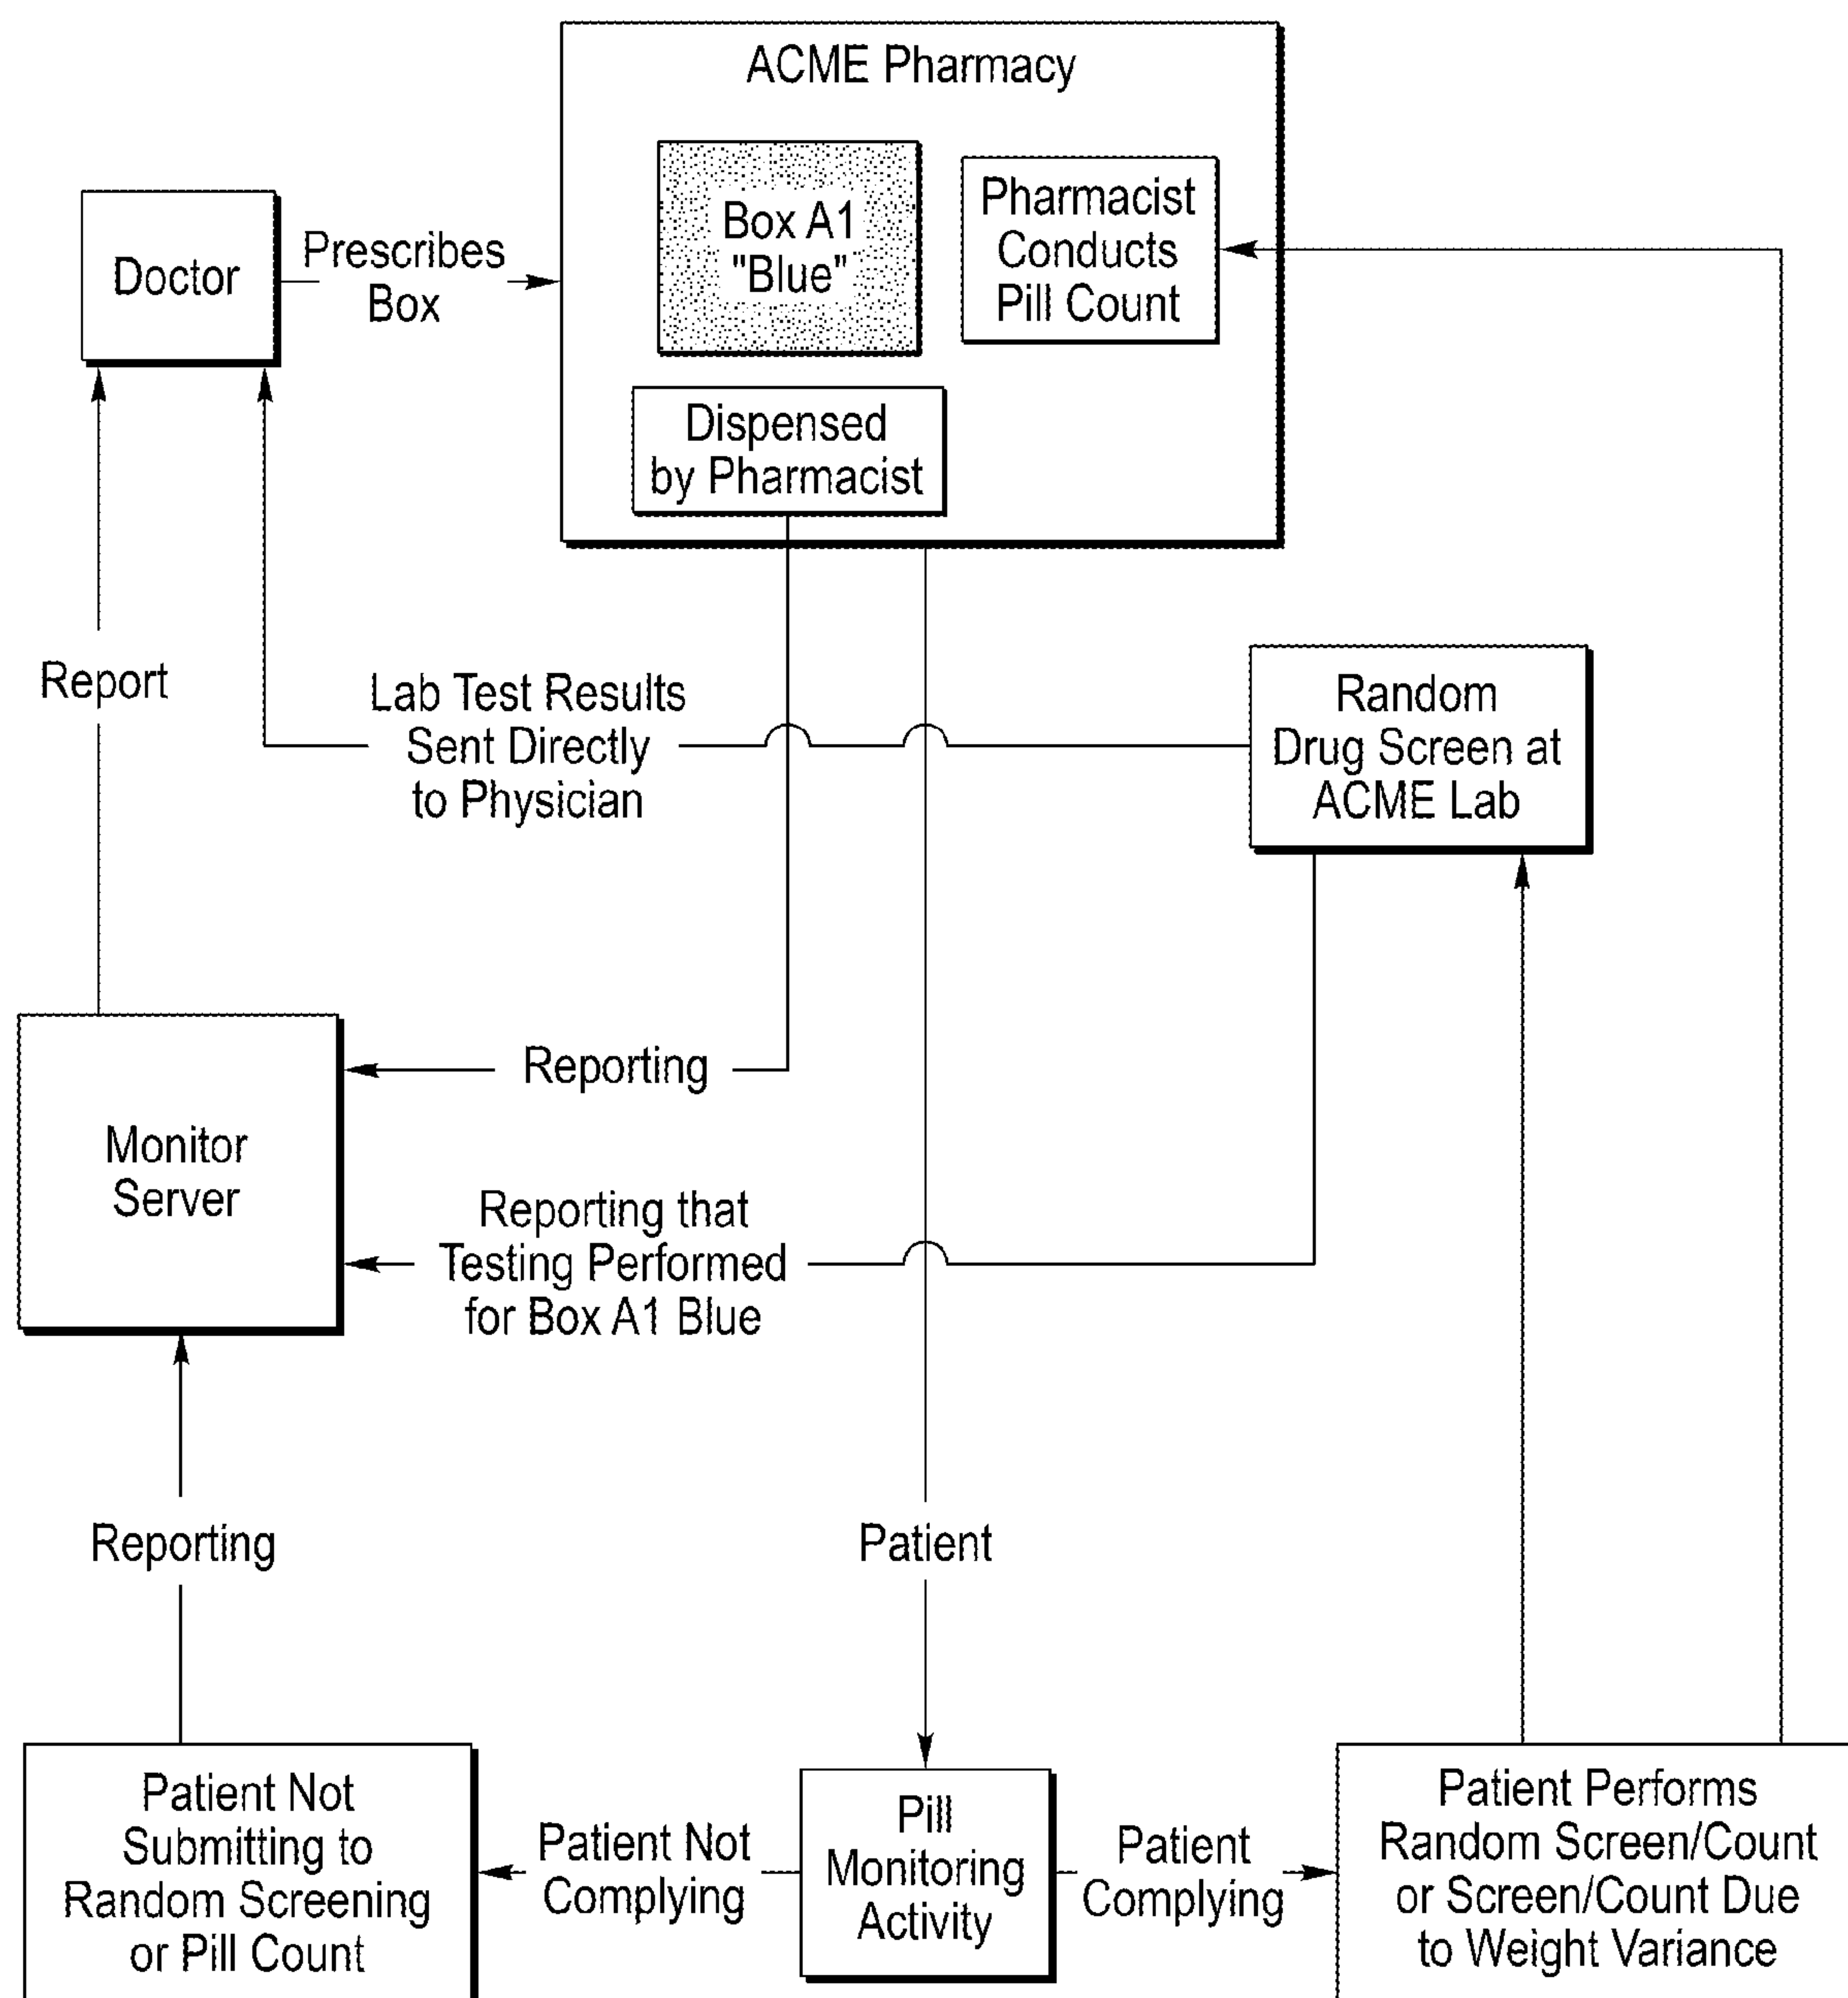 ACME Pharmacy
Box A1
"Blue"
Pharmacist
Conducts
Pill Count
Doctor
Prescribes
Box
Dispensed
by Pharmacist
Report
Lab Test Results
Sent Directly
to Physician
Random
Drug Screen at
ACME Lab
Reporting
Monitor
Server
Reporting that
Testing Performed
for Box A1 Blue
Reporting
Patient
Patient Not
Submitting to
Random Screening
or Pill Count
Patient Not
Complying
Pill
Monitoring
Activity
Patient
Complying
Patient Performs
Random Screen/Count
or Screen/Count Due
to Weight Variance